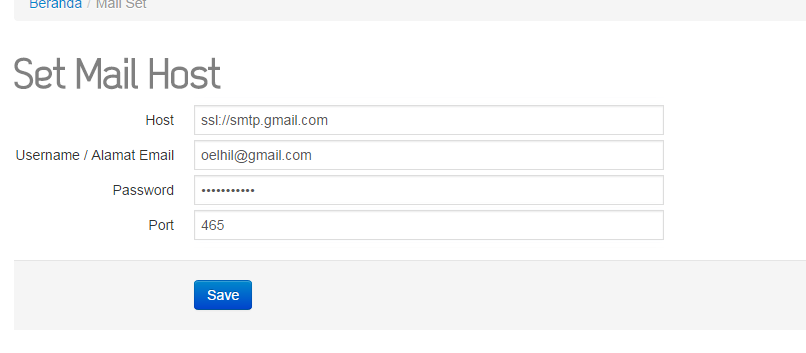 Beranda / Mail Set
Set Mail Host
Host ssl://smtp.gmail.com
Username / Alamat Email oelhil@gmail.com
Password •••••••••••
Port 465
Save